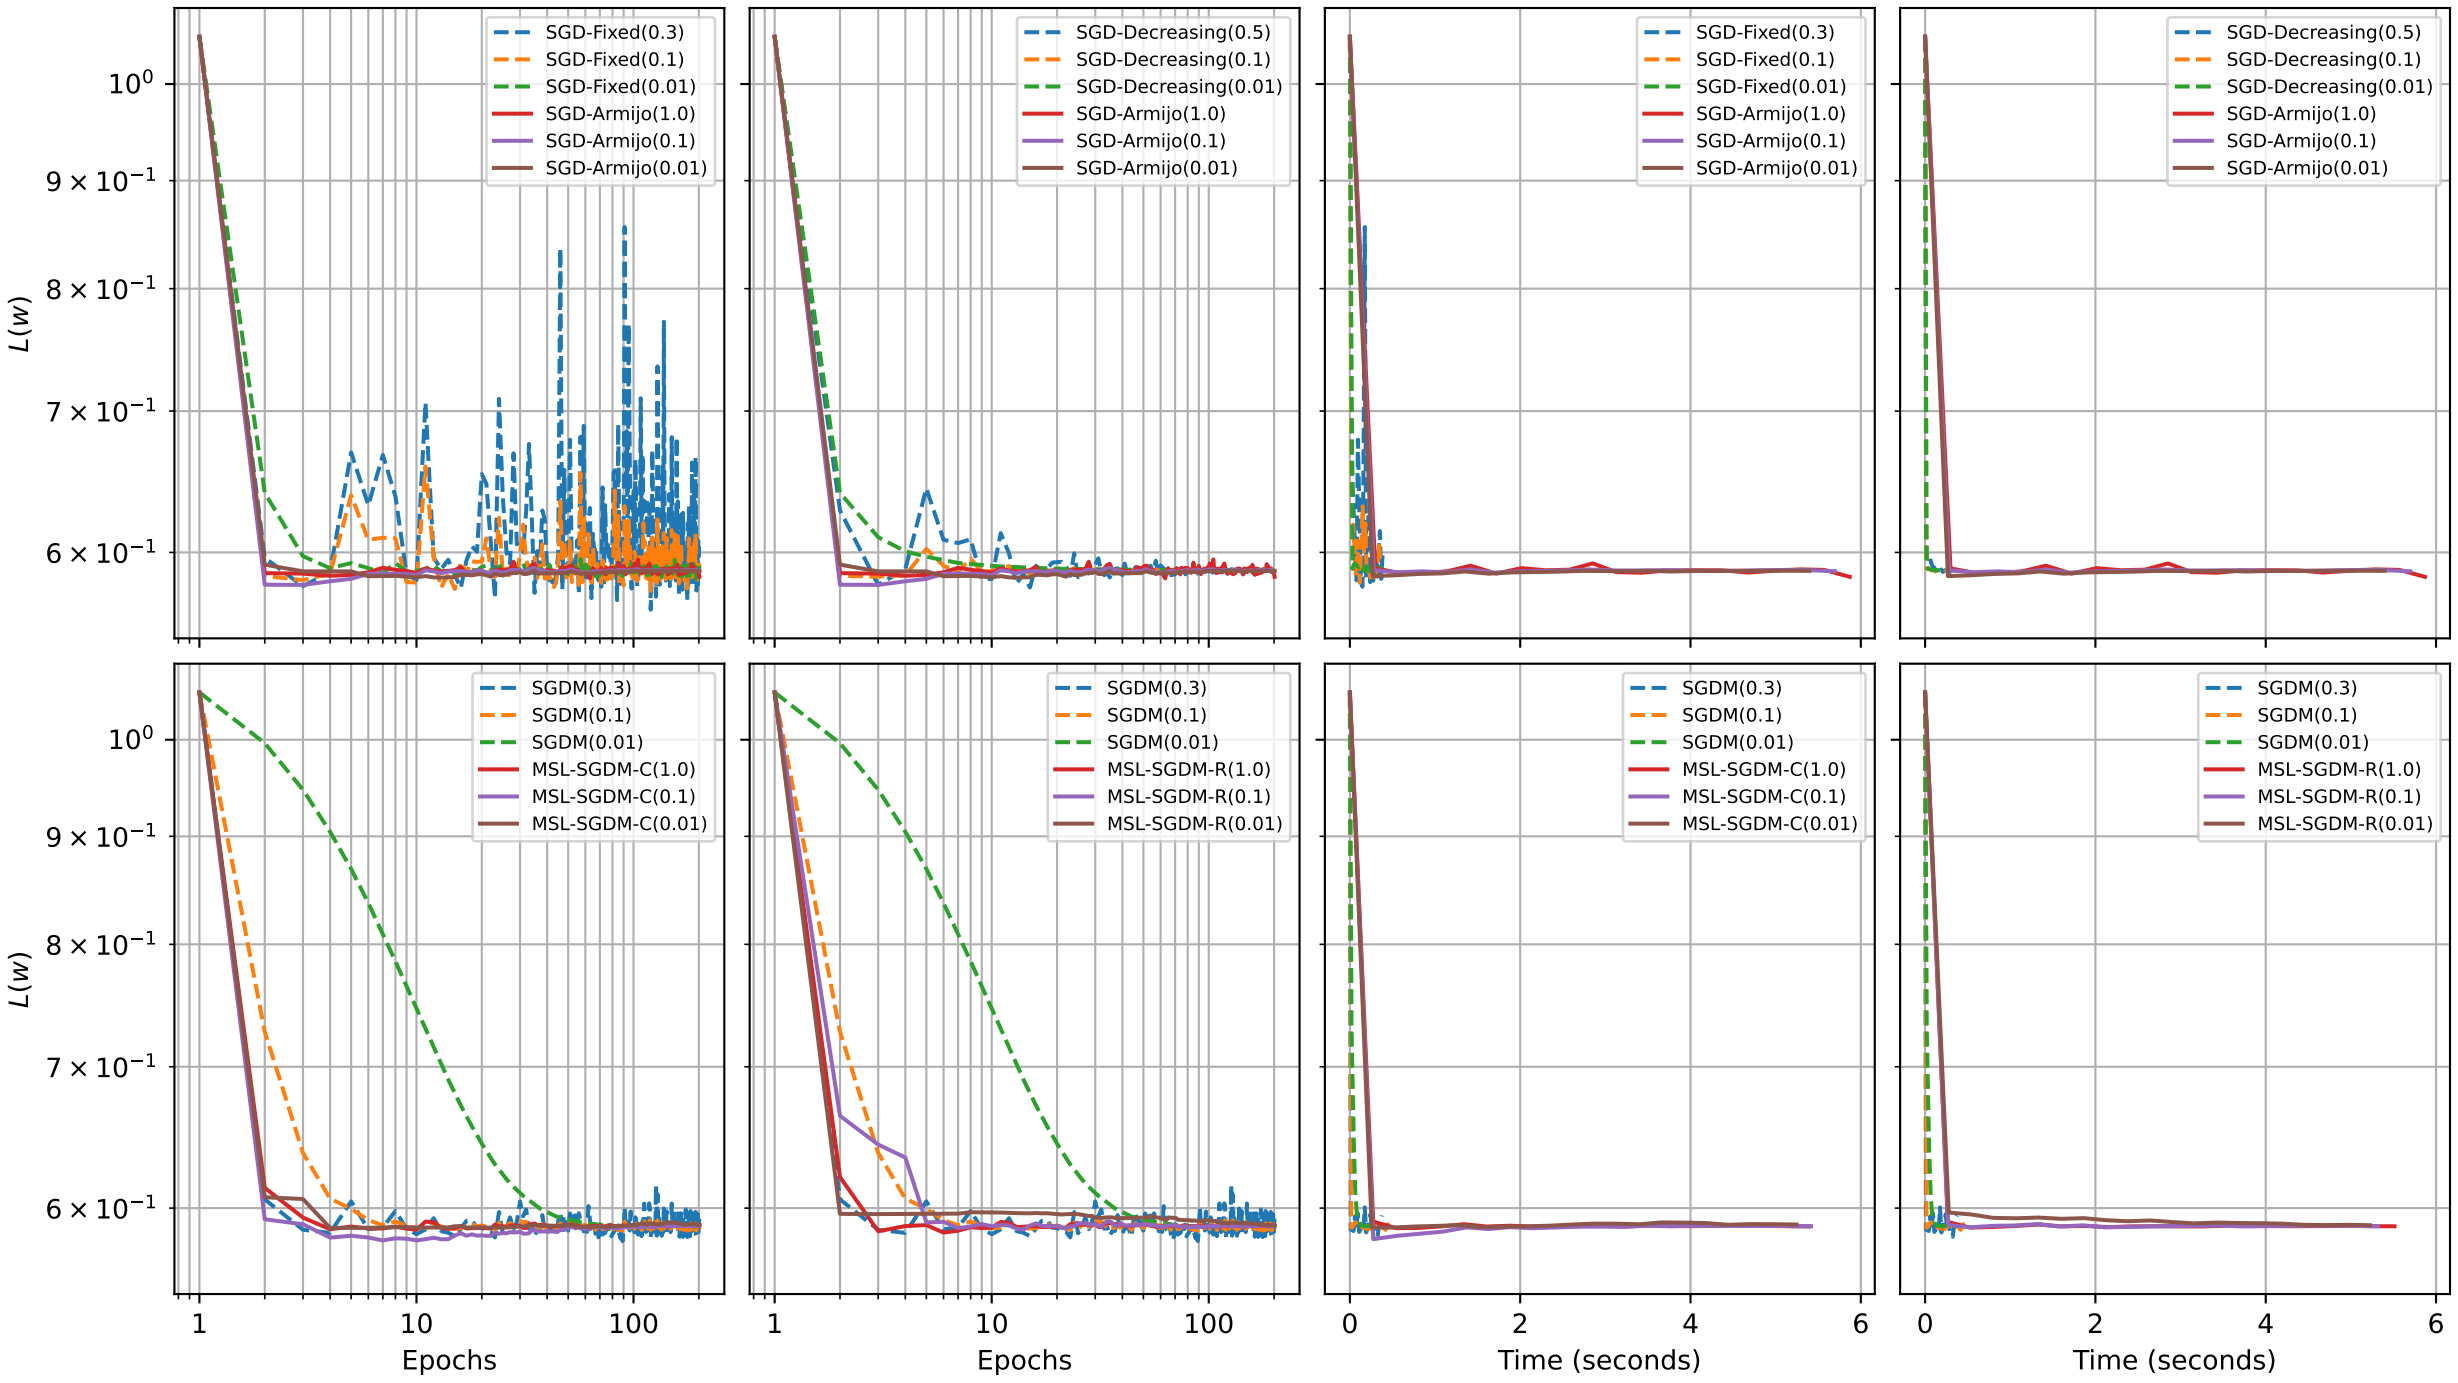 SGD-Fixed(0.3)
SGD-Fixed(0.1)
SGD-Fixed(0.01)
SGD-Armijo(1.0)
SGD-Armijo(0.1)
SGD-Armijo(0.01)
10⁰
9 × 10⁻¹
8 × 10⁻¹
7 × 10⁻¹
6 × 10⁻¹
L(w)
SGD-Decreasing(0.5)
SGD-Decreasing(0.1)
SGD-Decreasing(0.01)
SGD-Armijo(1.0)
SGD-Armijo(0.1)
SGD-Armijo(0.01)
SGD-Fixed(0.3)
SGD-Fixed(0.1)
SGD-Fixed(0.01)
SGD-Armijo(1.0)
SGD-Armijo(0.1)
SGD-Armijo(0.01)
SGD-Decreasing(0.5)
SGD-Decreasing(0.1)
SGD-Decreasing(0.01)
SGD-Armijo(1.0)
SGD-Armijo(0.1)
SGD-Armijo(0.01)
SGDM(0.3)
SGDM(0.1)
SGDM(0.01)
MSL-SGDM-C(1.0)
MSL-SGDM-C(0.1)
MSL-SGDM-C(0.01)
10⁰
9 × 10⁻¹
8 × 10⁻¹
7 × 10⁻¹
6 × 10⁻¹
L(w)
1 10 100
Epochs
SGDM(0.3)
SGDM(0.1)
SGDM(0.01)
MSL-SGDM-R(1.0)
MSL-SGDM-R(0.1)
MSL-SGDM-R(0.01)
1 10 100
Epochs
SGDM(0.3)
SGDM(0.1)
SGDM(0.01)
MSL-SGDM-C(1.0)
MSL-SGDM-C(0.1)
MSL-SGDM-C(0.01)
0 2 4 6
Time (seconds)
SGDM(0.3)
SGDM(0.1)
SGDM(0.01)
MSL-SGDM-R(1.0)
MSL-SGDM-R(0.1)
MSL-SGDM-R(0.01)
0 2 4 6
Time (seconds)